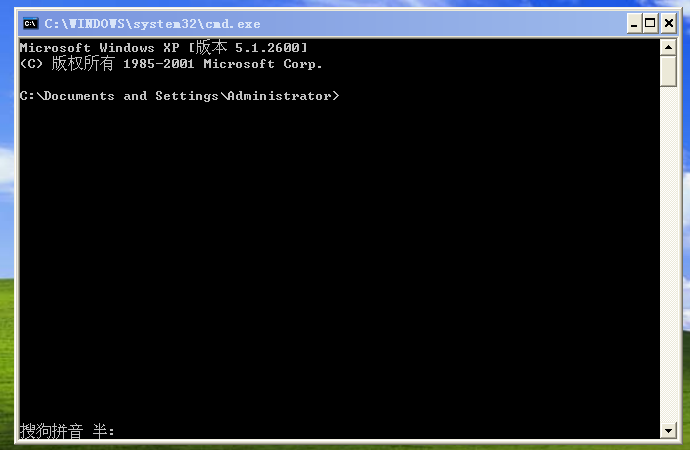 C:\WINDOWS\system32\cmd.exe
Microsoft Windows XP [版本 5.1.2600]
(C) 版权所有 1985-2001 Microsoft Corp.
C:\Documents and Settings\Administrator>
搜狗拼音 半: